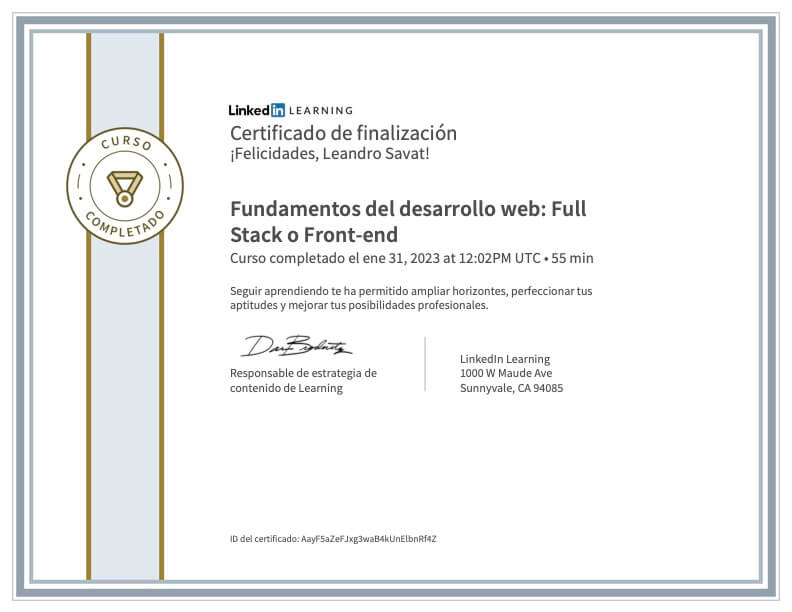 CURSO
COMPLETADO
Linked in LEARNING
Certificado de finalización
¡Felicidades, Leandro Savat!
Fundamentos del desarrollo web: Full
Stack o Front-end
Curso completado el ene 31, 2023 at 12:02PM UTC • 55 min
Seguir aprendiendo te ha permitido ampliar horizontes, perfeccionar tus
aptitudes y mejorar tus posibilidades profesionales.
Responsable de estrategia de
contenido de Learning
LinkedIn Learning
1000 W Maude Ave
Sunnyvale, CA 94085
ID del certificado: AayF5aZeFJxg3waB4kUnElbnRf4Z